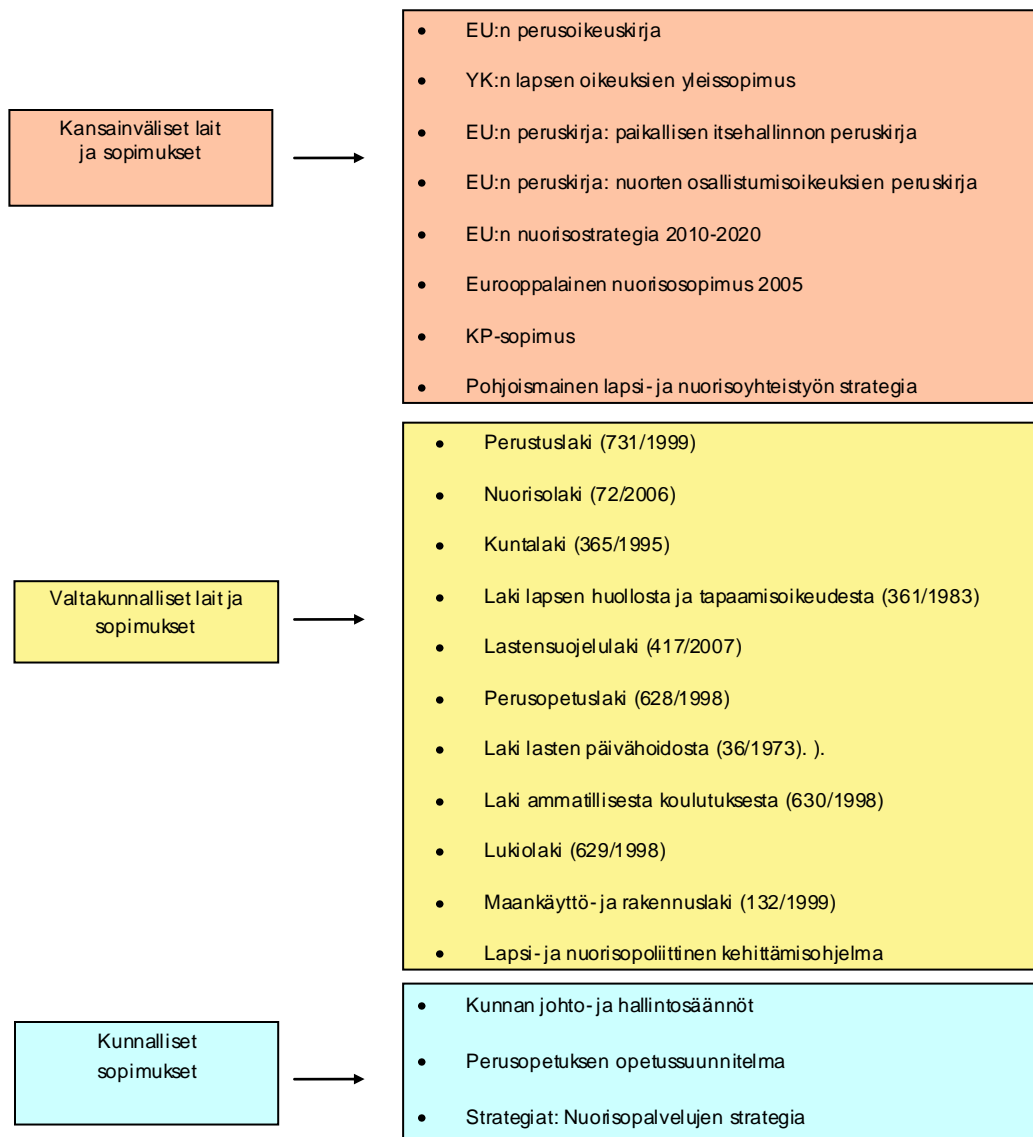 Kansainväliset lait
ja sopimukset
• EU:n perusoikeuskirja
• YK:n lapsen oikeuksien yleissopimus
• EU:n peruskirja: paikallisen itsehallinnon peruskirja
• EU:n peruskirja: nuorten osallistumisoikeuksien peruskirja
• EU:n nuorisostrategia 2010-2020
• Eurooppalainen nuorisosopimus 2005
• KP-sopimus
• Pohjoismainen lapsi- ja nuorisoyhteistyön strategia
Valtakunnalliset lait ja
sopimukset
• Perustuslaki (731/1999)
• Nuorisolaki (72/2006)
• Kuntalaki (365/1995)
• Laki lapsen huollosta ja tapaamisoikeudesta (361/1983)
• Lastensuojelulaki (417/2007)
• Perusopetuslaki (628/1998)
• Laki lasten päivähoidosta (36/1973). ).
• Laki ammatillisesta koulutuksesta (630/1998)
• Lukiolaki (629/1998)
• Maankäyttö- ja rakennuslaki (132/1999)
• Lapsi- ja nuorisopoliittinen kehittämisohjelma
Kunnalliset
sopimukset
• Kunnan johto- ja hallintosäännöt
• Perusopetuksen opetussuunnitelma
• Strategiat: Nuorisopalvelujen strategia